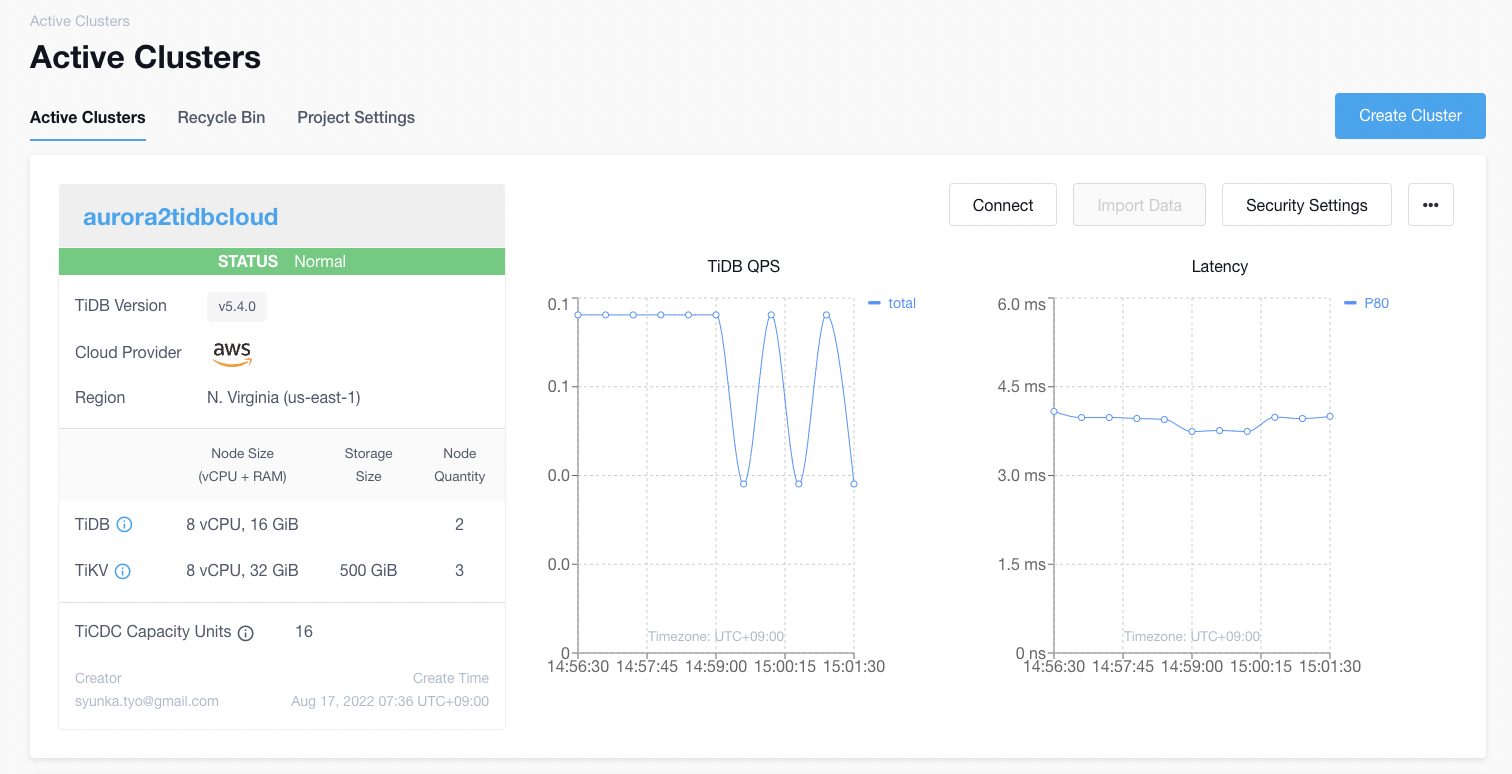 Active Clusters
Active Clusters
Active Clusters Recycle Bin Project Settings
Create Cluster
aurora2tidbcloud
STATUS Normal
TiDB Version v5.4.0
Cloud Provider aws
Region N. Virginia (us-east-1)
Node Size Storage Node
(vCPU + RAM) Size Quantity
TiDB 8 vCPU, 16 GiB 2
TiKV 8 vCPU, 32 GiB 500 GiB 3
TiCDC Capacity Units 16
Creator Create Time
syunka.tyo@gmail.com Aug 17, 2022 07:36 UTC+09:00
Connect Import Data Security Settings •••
TiDB QPS
total
0.1
0.1
0.0
0.0
0
Timezone: UTC+09:00
14:56:30 14:57:45 14:59:00 15:00:15 15:01:30
Latency
P80
6.0 ms
4.5 ms
3.0 ms
1.5 ms
0 ns
Timezone: UTC+09:00
14:56:30 14:57:45 14:59:00 15:00:15 15:01:30